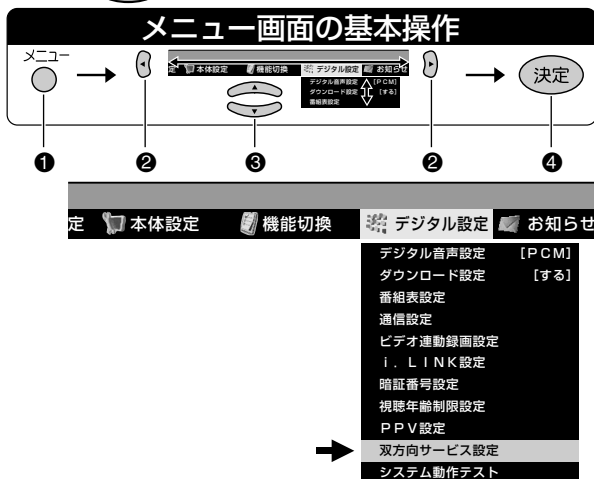 メニュー画面の基本操作
メニュー
定 本体設定 機能切換 デジタル設定 お知らせ
デジタル音声設定 [PCM]
ダウンロード設定 [する]
番組表設定
決定
❶ ❷ ❸ ❷ ❹
定 本体設定 機能切換 デジタル設定 お知らせ
デジタル音声設定 [PCM]
ダウンロード設定 [する]
番組表設定
通信設定
ビデオ連動録画設定
i.LINK設定
暗証番号設定
視聴年齢制限設定
PPV設定
双方向サービス設定
システム動作テスト